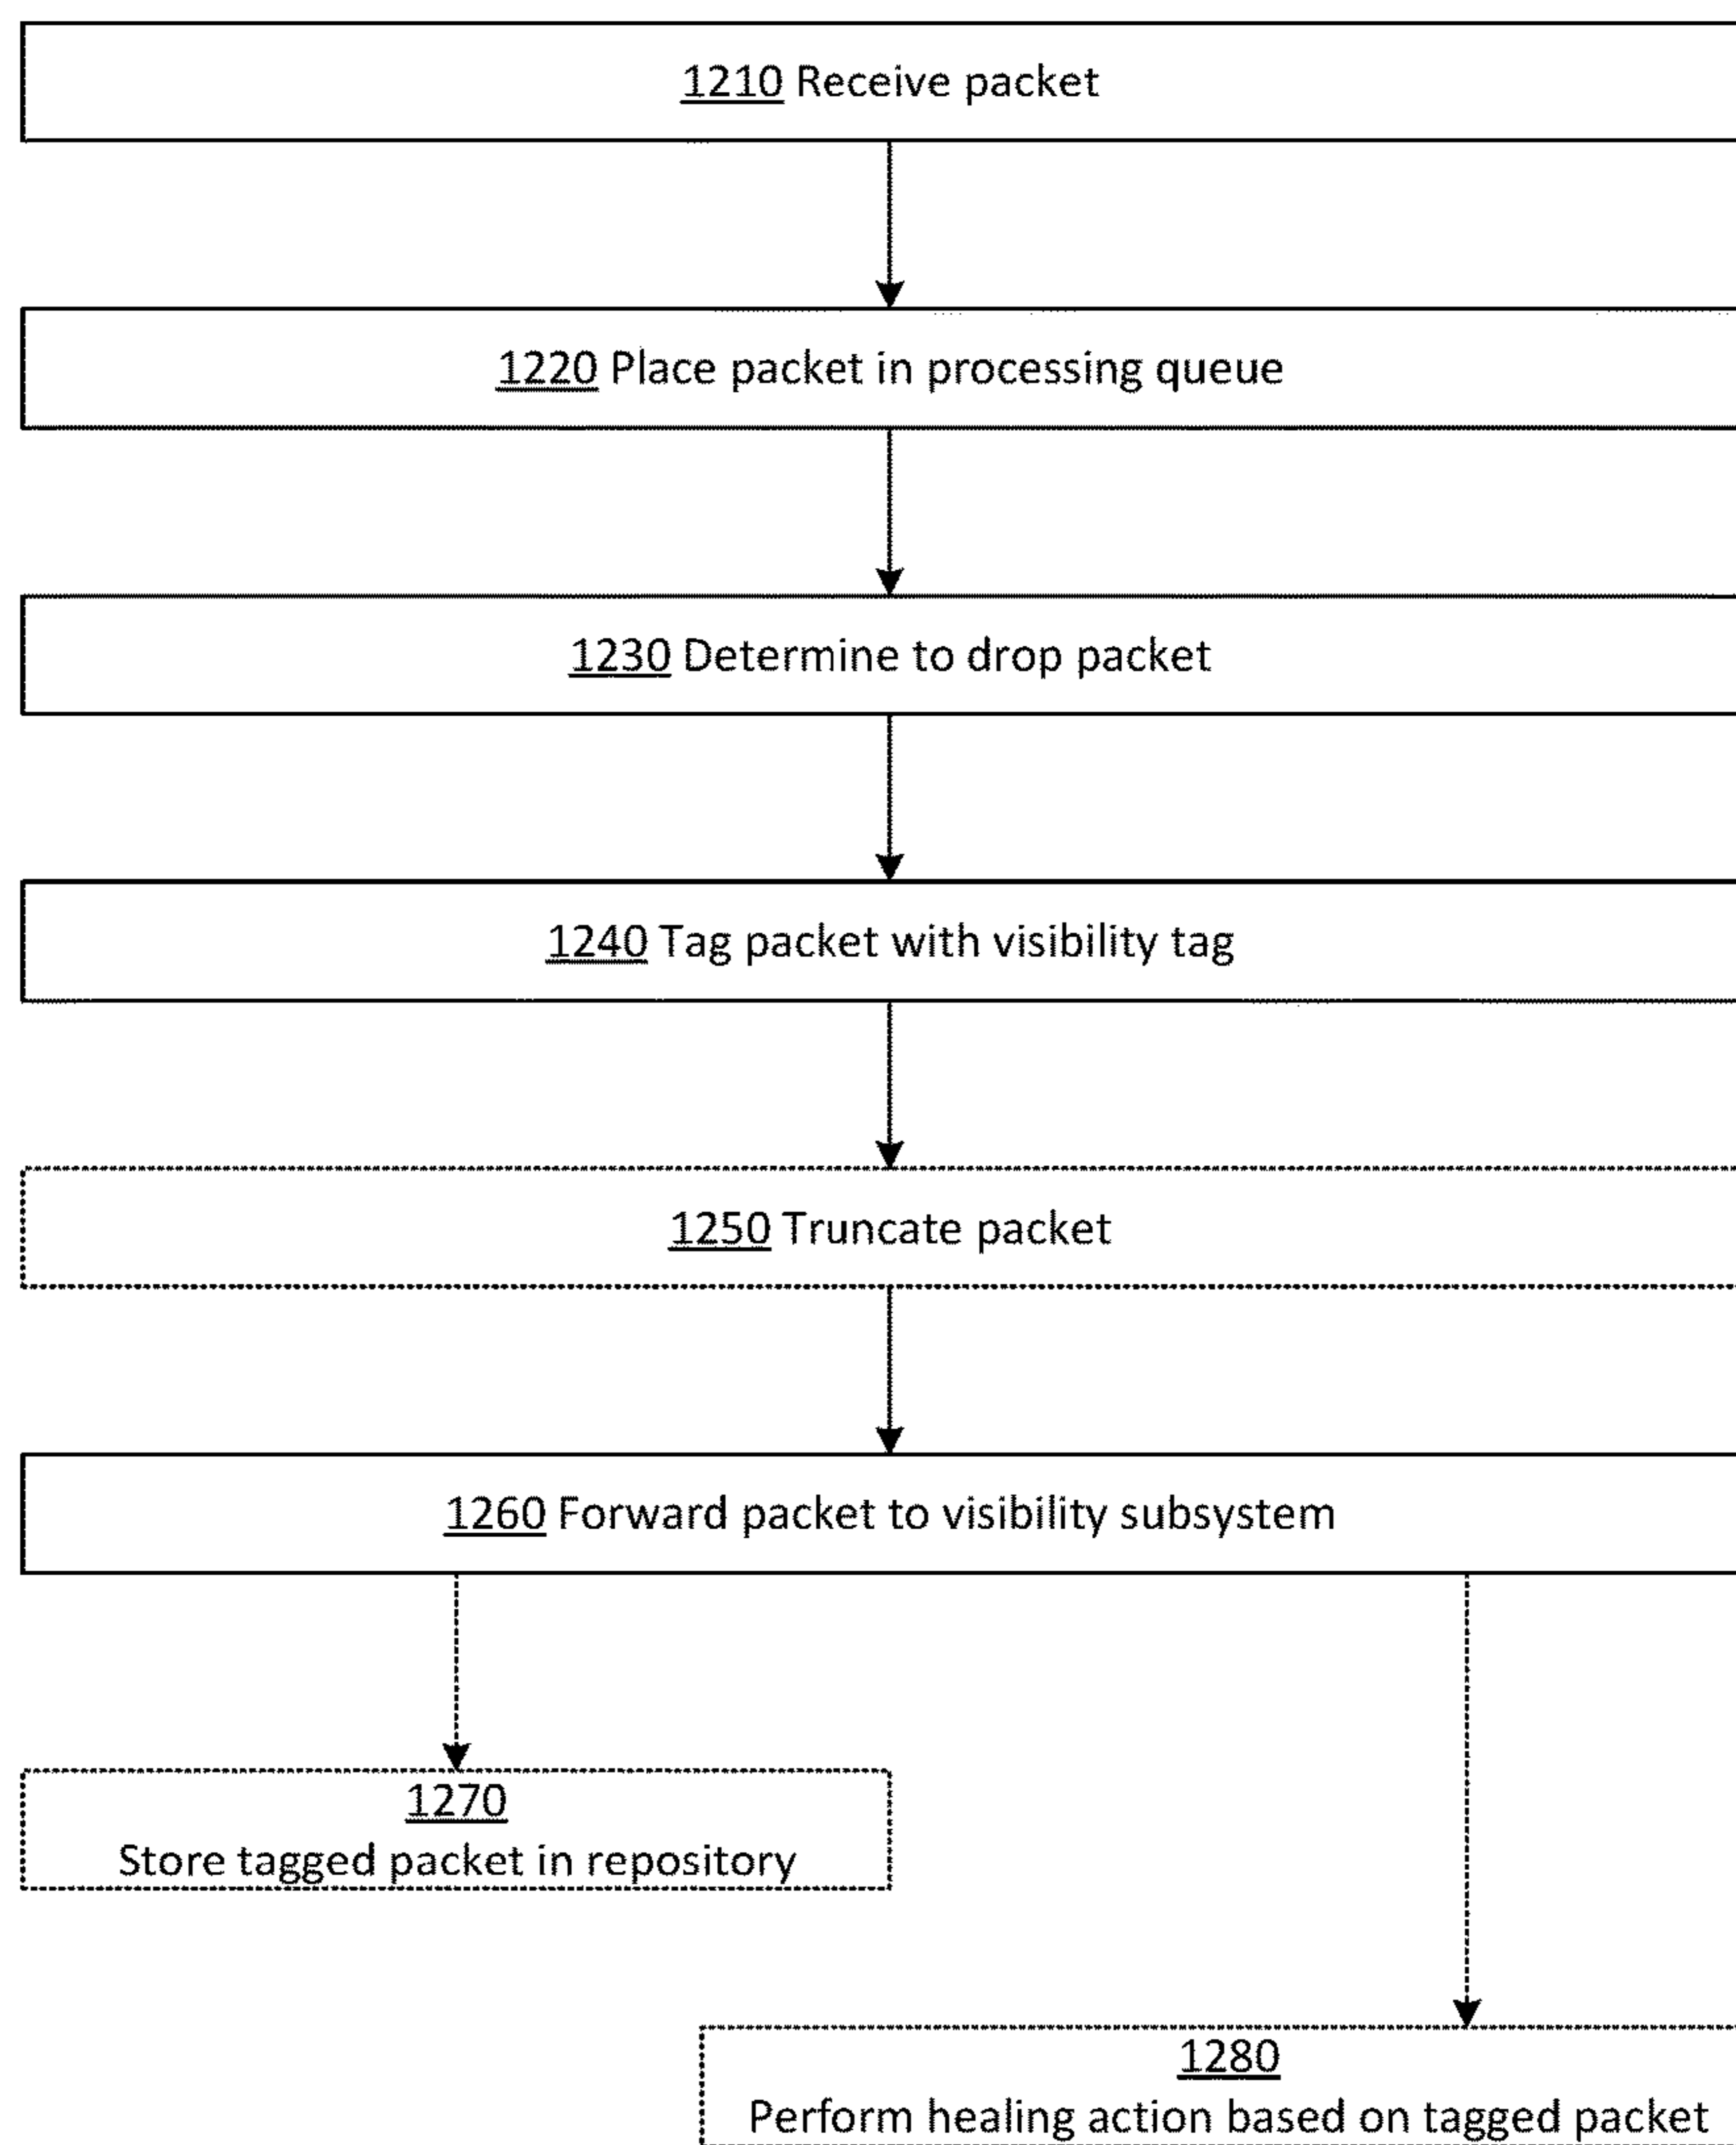 1210 Receive packet
1220 Place packet in processing queue
1230 Determine to drop packet
1240 Tag packet with visibility tag
1250 Truncate packet
1260 Forward packet to visibility subsystem
1270
Store tagged packet in repository
1280
Perform healing action based on tagged packet